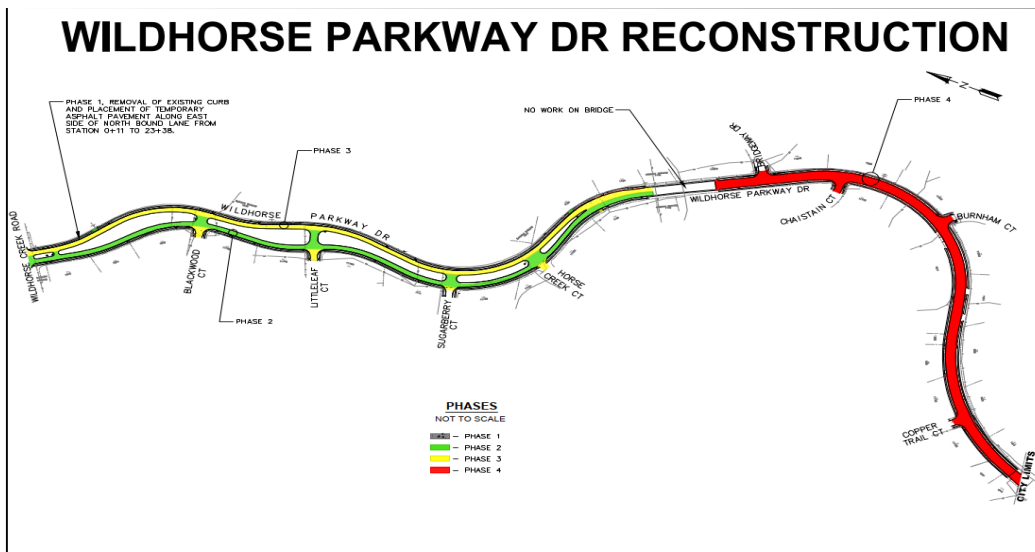 WILDHORSE PARKWAY DR RECONSTRUCTION
PHASE 1, REMOVAL OF EXISTING CURB
AND PLACEMENT OF TEMPORARY
ASPHALT PAVEMENT ALONG EAST
SIDE OF NORTH BOUND LANE FROM
STATION 0+11 TO 23+38.
PHASE 3
NO WORK ON BRIDGE
N
PHASE 4
WILDHORSE CREEK ROAD
WILDHORSE PARKWAY DR
BLACKWOOD
CT
LITTLELEAF
CT
PHASE 2
SUGARBERRY
CT
HORSE
CREEK CT
WILDHORSE PARKWAY DR
RIDGEWAY DR
CHAISTAIN CT
BURNHAM CT
COPPER
TRAIL CT
CITY LIMITS
PHASES
NOT TO SCALE
– PHASE 1
– PHASE 2
– PHASE 3
– PHASE 4